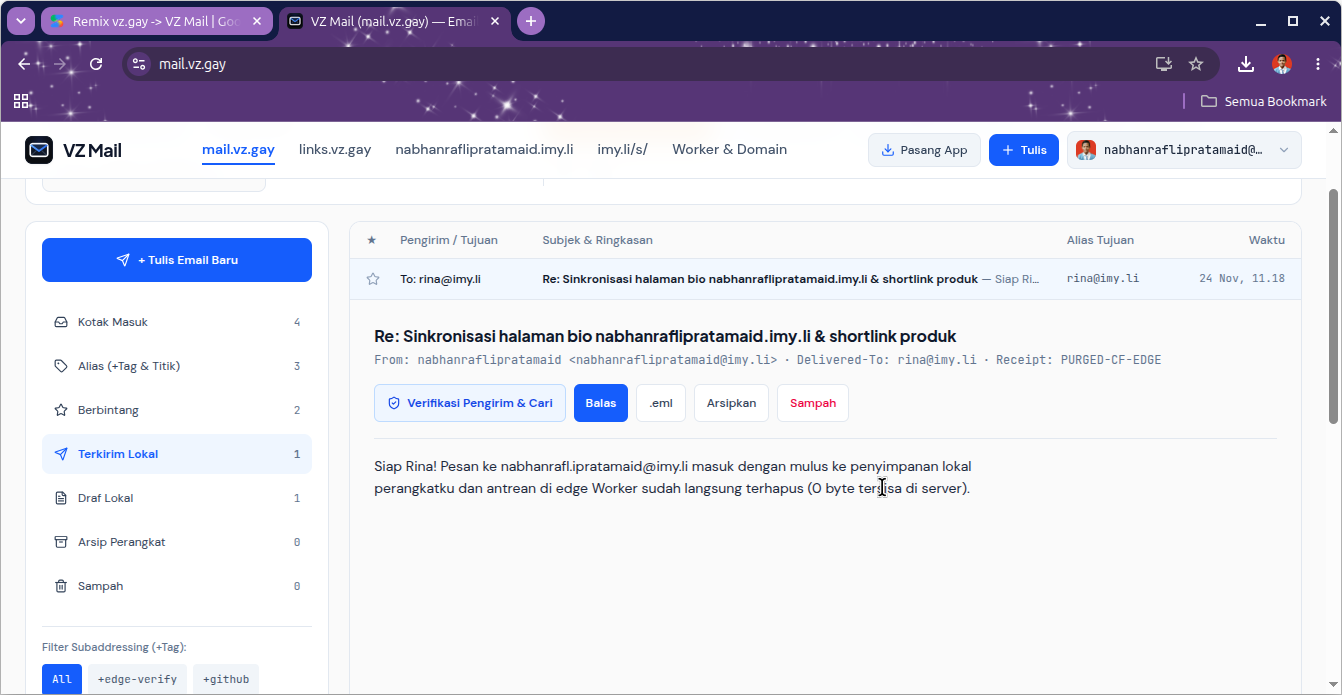 Remix vz.gay -> VZ Mail | Goo
VZ Mail (mail.vz.gay) — Emai
mail.vz.gay
Semua Bookmark
VZ Mail
mail.vz.gay
links.vz.gay
nabhanraflipratamaid.imy.li
imy.li/s/
Worker & Domain
Pasang App
Tulis
nabhanraflipratamaid@…
+ Tulis Email Baru
Kotak Masuk 4
Alias (+Tag & Titik) 3
Berbintang 2
Terkirim Lokal 1
Draf Lokal 1
Arsip Perangkat 0
Sampah 0
Filter Subaddressing (+Tag):
All +edge-verify +github
★ Pengirim / Tujuan Subjek & Ringkasan Alias Tujuan Waktu
To: rina@imy.li Re: Sinkronisasi halaman bio nabhanraflipratamaid.imy.li & shortlink produk — Siap Ri… rina@imy.li 24 Nov, 11.18
Re: Sinkronisasi halaman bio nabhanraflipratamaid.imy.li & shortlink produk
From: nabhanraflipratamaid <nabhanraflipratamaid@imy.li> · Delivered-To: rina@imy.li · Receipt: PURGED-CF-EDGE
Verifikasi Pengirim & Cari Balas .eml Arsipkan Sampah
Siap Rina! Pesan ke nabhanrafl.ipratamaid@imy.li masuk dengan mulus ke penyimpanan lokal
perangkatku dan antrean di edge Worker sudah langsung terhapus (0 byte tersisa di server).